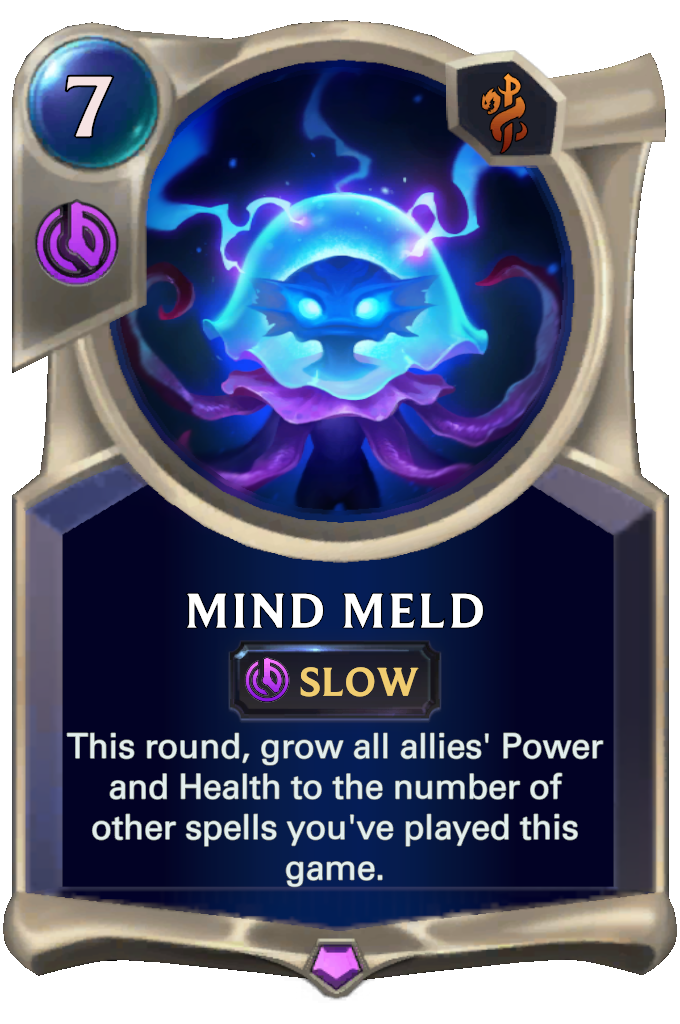 7
MIND MELD
SLOW
This round, grow all allies' Power
and Health to the number of
other spells you've played this
game.